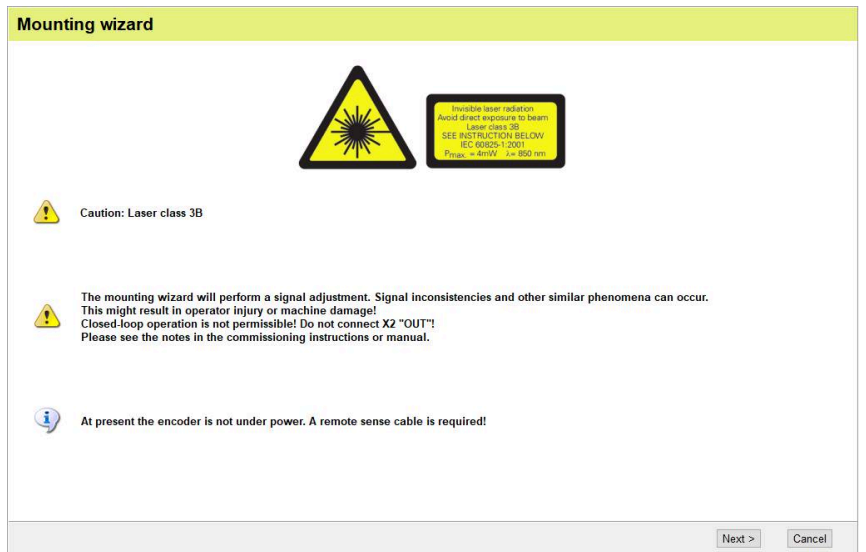 Mounting wizard
Invisible laser radiation
Avoid direct exposure to beam
Laser class 3B
SEE INSTRUCTION BELOW
IEC 60825-1:2001
Pmax. = 4mW λ= 850 nm
Caution: Laser class 3B
The mounting wizard will perform a signal adjustment. Signal inconsistencies and other similar phenomena can occur.
This might result in operator injury or machine damage!
Closed-loop operation is not permissible! Do not connect X2 "OUT"!
Please see the notes in the commissioning instructions or manual.
At present the encoder is not under power. A remote sense cable is required!
Next > Cancel